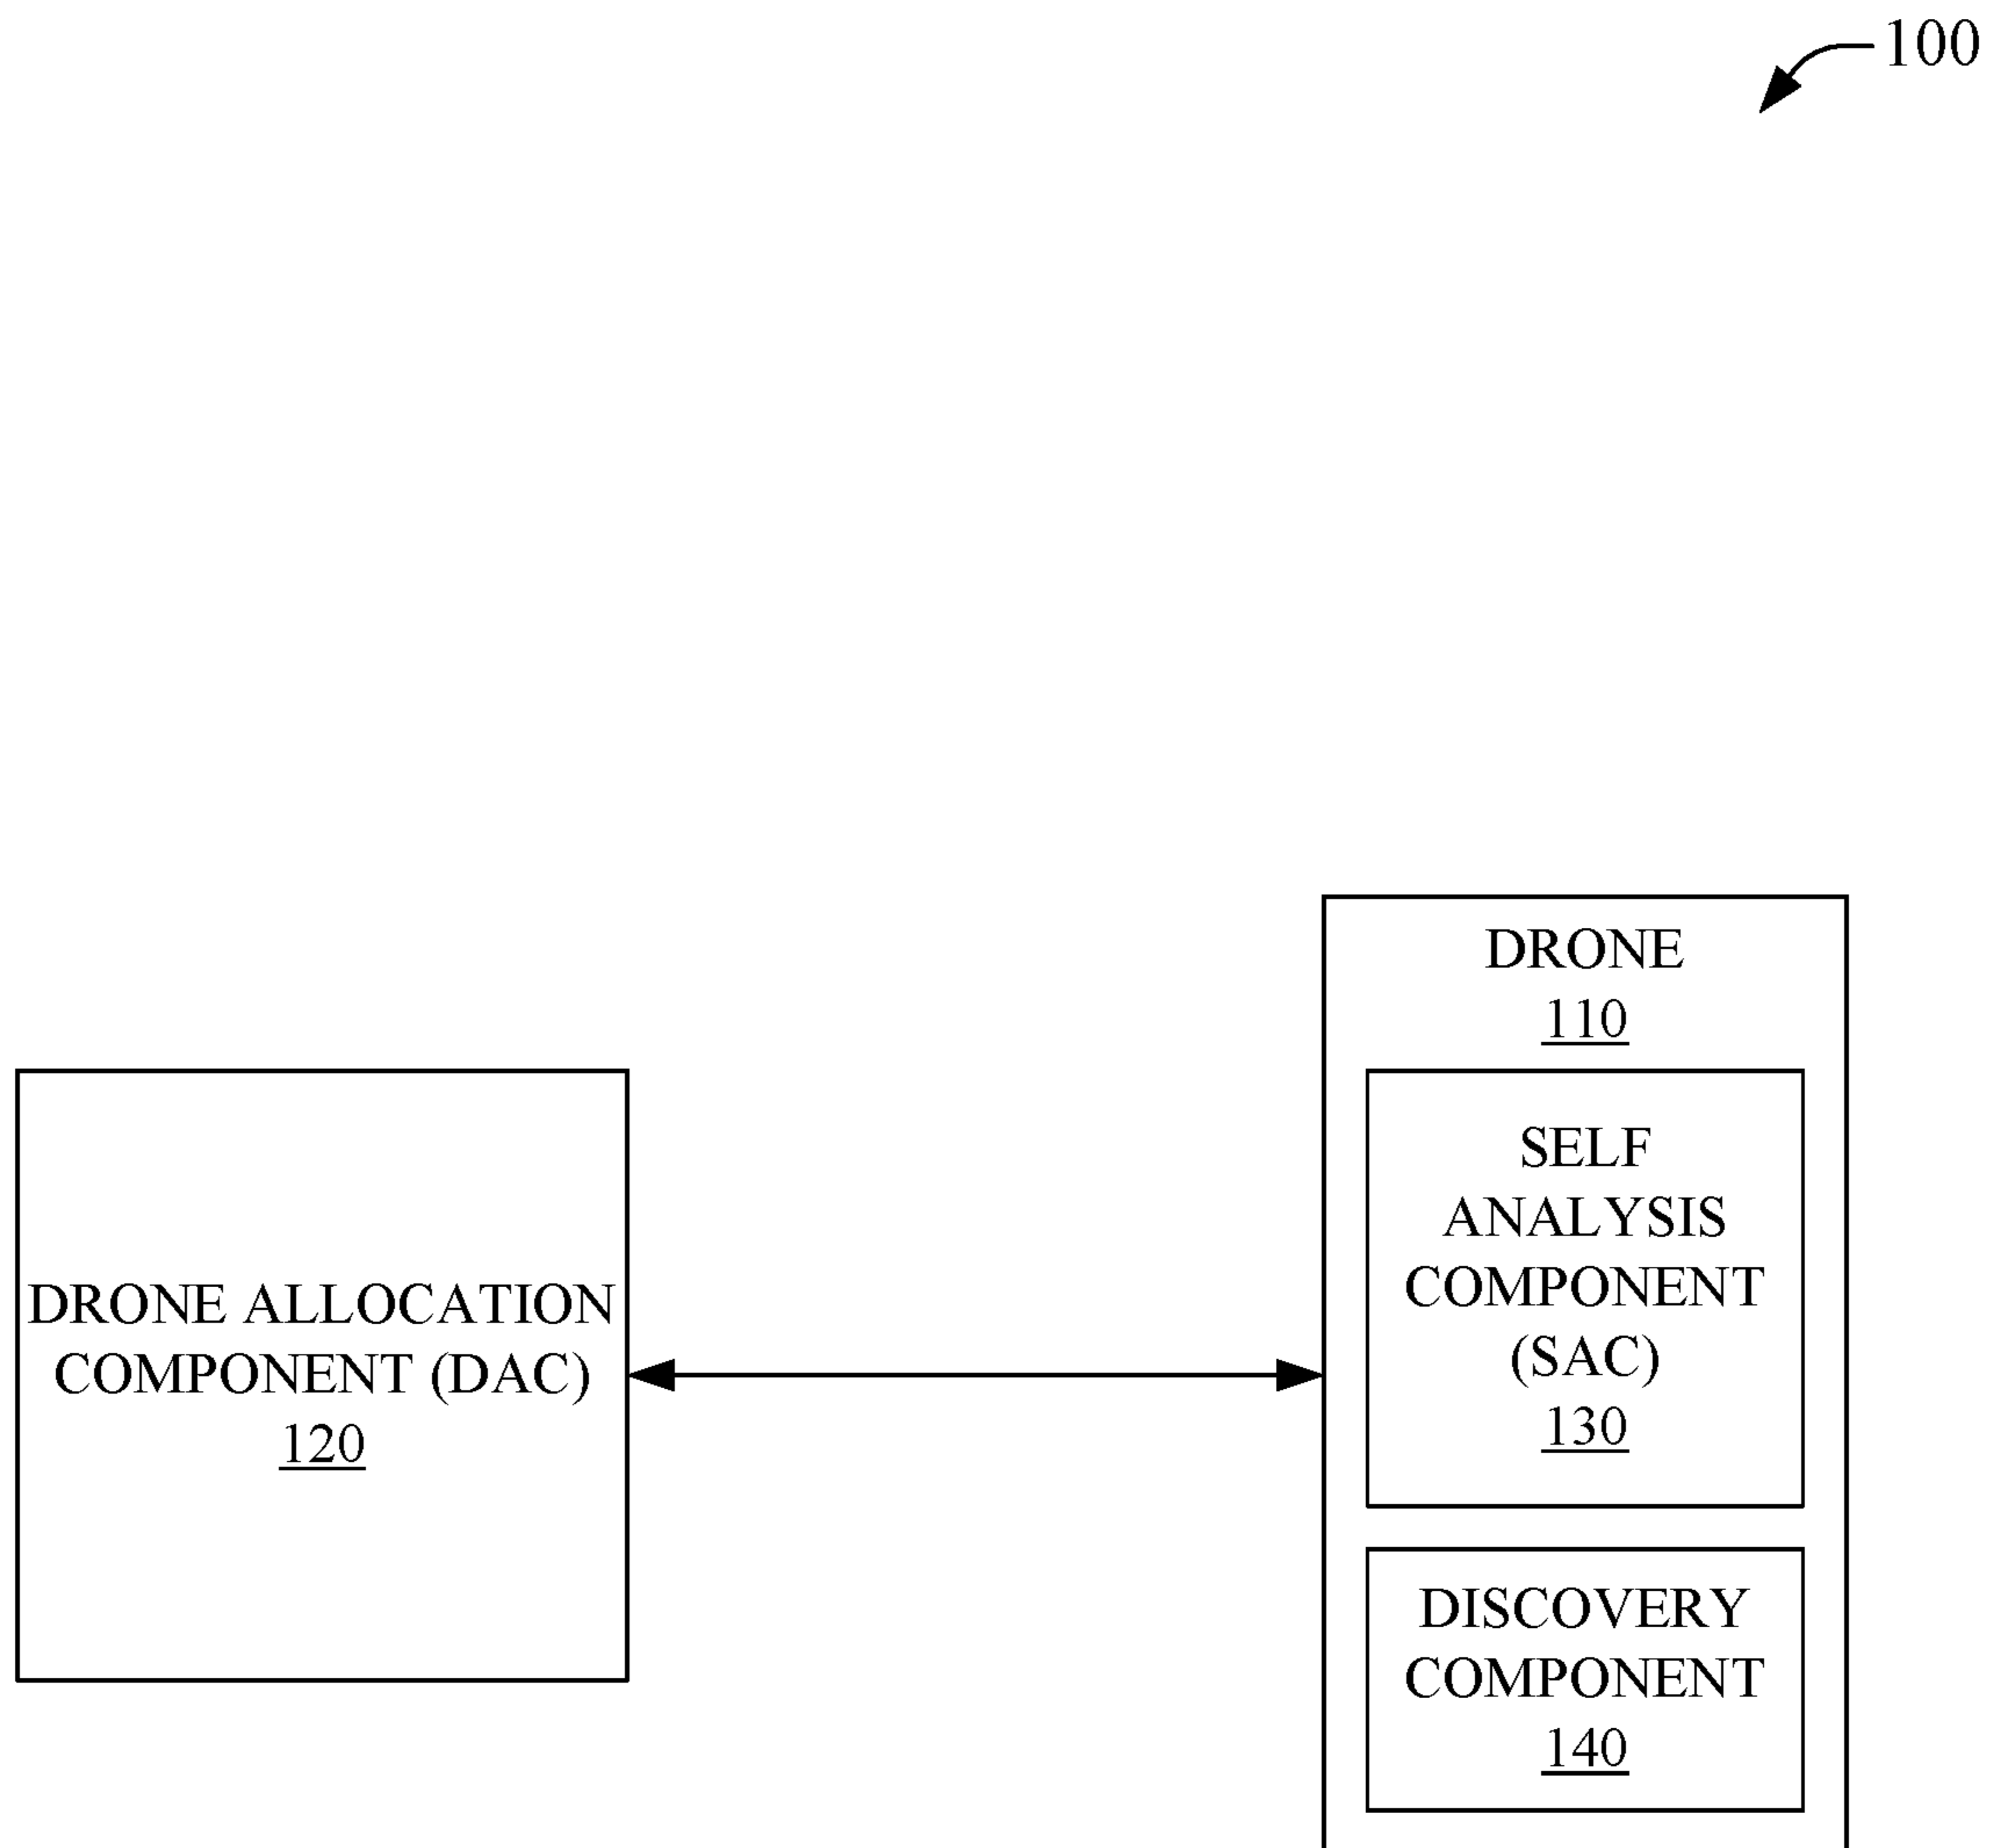 100
DRONE
110
SELF
ANALYSIS
COMPONENT
(SAC)
130
DRONE ALLOCATION
COMPONENT (DAC)
120
DISCOVERY
COMPONENT
140